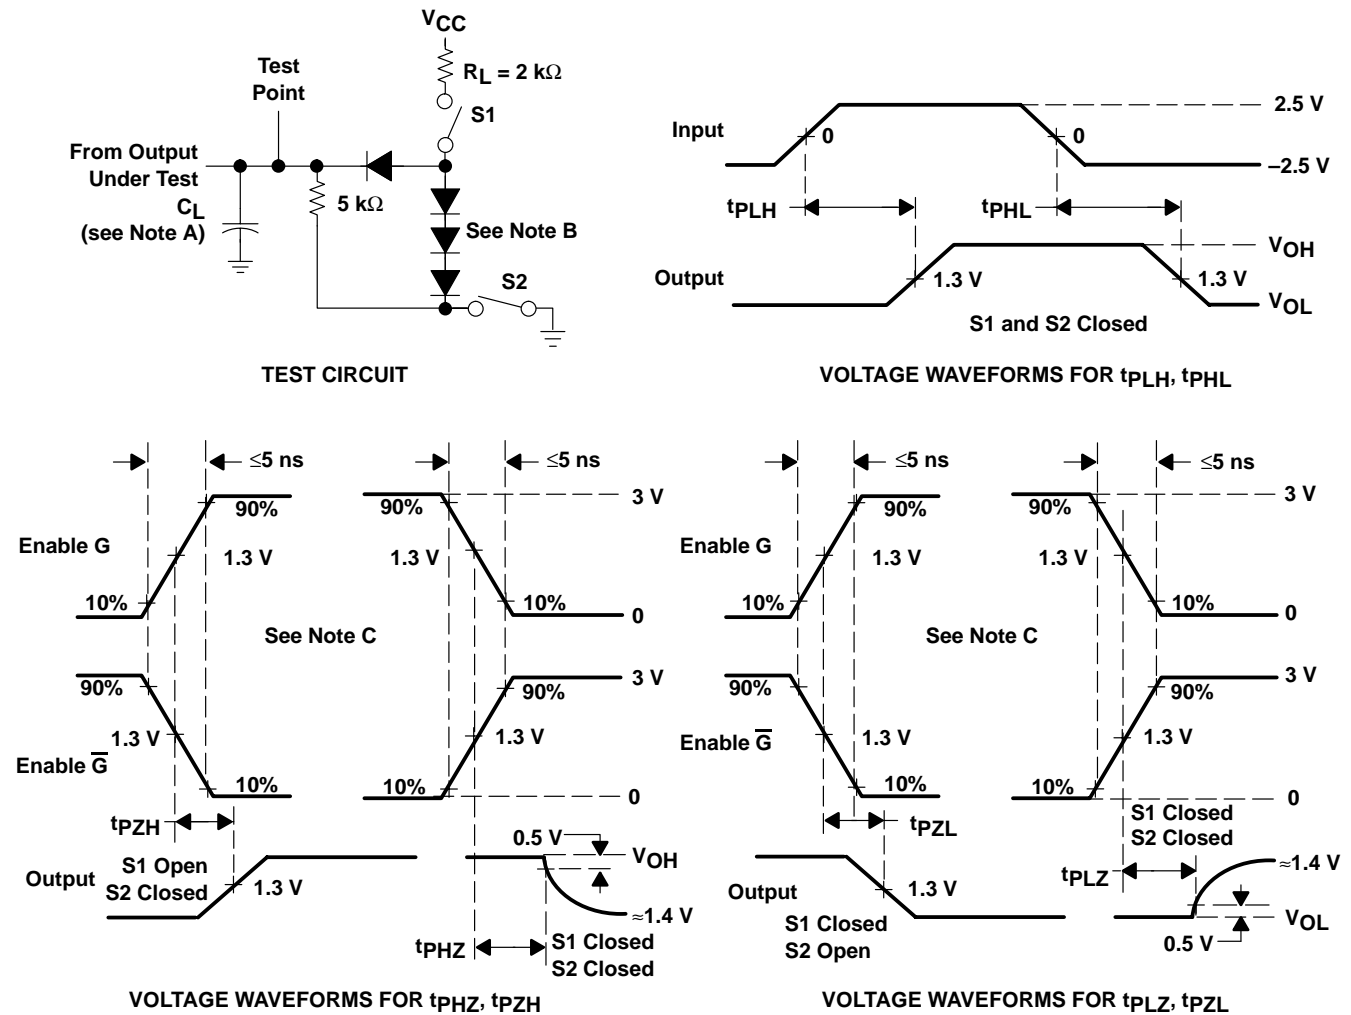 VCC
RL = 2 kΩ
S1
Test
Point
From Output
Under Test
CL
(see Note A)
5 kΩ
See Note B
S2
TEST CIRCUIT
Input
0
0
2.5 V
–2.5 V
tPLH
tPHL
Output
1.3 V
1.3 V
VOH
VOL
S1 and S2 Closed
VOLTAGE WAVEFORMS FOR tPLH, tPHL
≤5 ns
≤5 ns
90%
90%
3 V
Enable G
1.3 V
1.3 V
10%
10%
0
See Note C
90%
90%
3 V
Enable G̅
1.3 V
1.3 V
10%
10%
0
tPZH
S1 Open
S2 Closed
Output
1.3 V
0.5 V
VOH
≈1.4 V
tPHZ
S1 Closed
S2 Closed
VOLTAGE WAVEFORMS FOR tPHZ, tPZH
≤5 ns
≤5 ns
90%
90%
3 V
Enable G
1.3 V
1.3 V
10%
10%
0
See Note C
90%
90%
3 V
Enable G̅
1.3 V
1.3 V
10%
10%
0
tPZL
S1 Closed
S2 Closed
Output
1.3 V
tPLZ
≈1.4 V
S1 Closed
S2 Open
VOL
0.5 V
VOLTAGE WAVEFORMS FOR tPLZ, tPZL